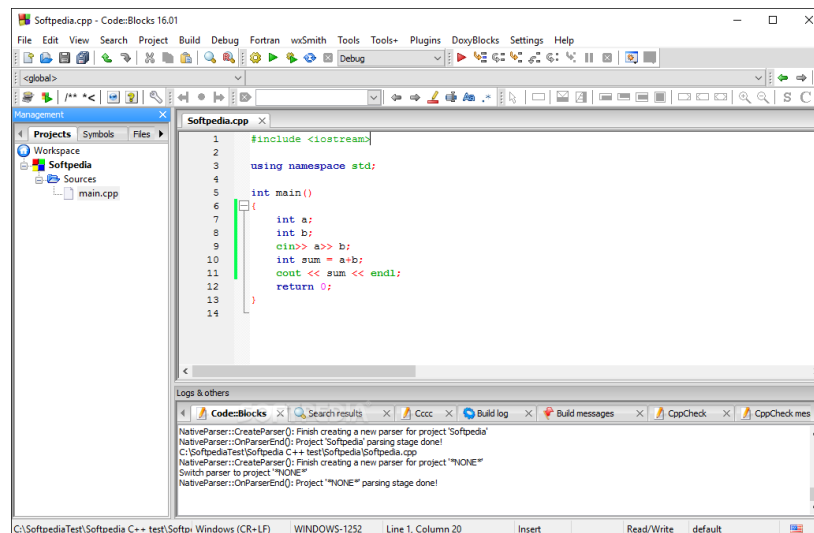 Softpedia.cpp - Code::Blocks 16.01
File Edit View Search Project Build Debug Fortran wxSmith Tools Tools+ Plugins DoxyBlocks Settings Help
Debug
<global>
/** *<
.*
S C
Management
Projects Symbols Files
Workspace
Softpedia
Sources
main.cpp
Softpedia.cpp
1 #include <iostream>
2
3 using namespace std;
4
5 int main()
6 {
7 int a;
8 int b;
9 cin>> a>> b;
10 int sum = a+b;
11 cout << sum << endl;
12 return 0;
13 }
14
Logs & others
Code::Blocks Search results Cccc Build log Build messages CppCheck CppCheck mes
NativeParser::CreateParser(): Finish creating a new parser for project 'Softpedia'
NativeParser::OnParserEnd(): Project 'Softpedia' parsing stage done!
C:\SoftpediaTest\Softpedia C++ test\Softpedia\Softpedia.cpp
NativeParser::CreateParser(): Finish creating a new parser for project '*NONE*'
Switch parser to project '*NONE*'
NativeParser::OnParserEnd(): Project '*NONE*' parsing stage done!
C:\SoftpediaTest\Softpedia C++ test\Softp Windows (CR+LF) WINDOWS-1252 Line 1, Column 20 Insert Read/Write default